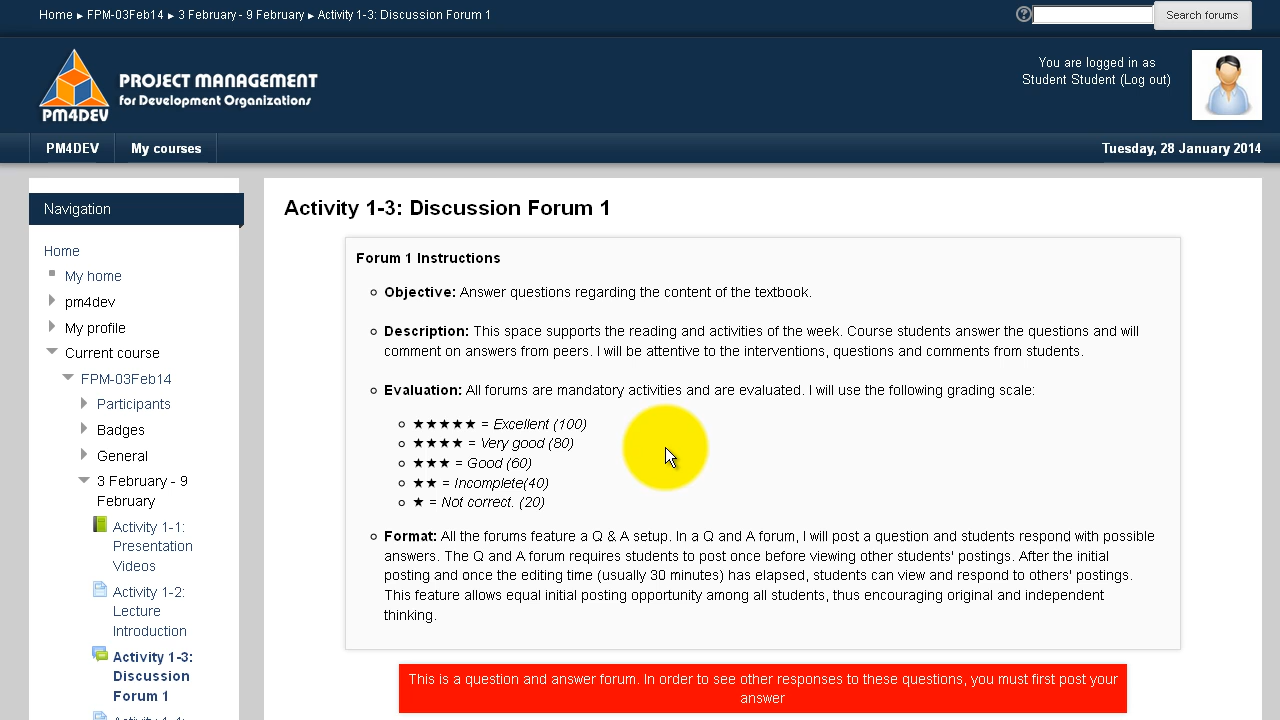 Home ▸ FPM-03Feb14 ▸ 3 February - 9 February ▸ Activity 1-3: Discussion Forum 1
Search forums
PROJECT MANAGEMENT
for Development Organizations
PM4DEV
You are logged in as
Student Student (Log out)
PM4DEV
My courses
Tuesday, 28 January 2014
Navigation
Home
My home
pm4dev
My profile
Current course
FPM-03Feb14
Participants
Badges
General
3 February - 9
February
Activity 1-1:
Presentation
Videos
Activity 1-2:
Lecture
Introduction
Activity 1-3:
Discussion
Forum 1
Activity 1-3: Discussion Forum 1
Forum 1 Instructions
Objective: Answer questions regarding the content of the textbook.
Description: This space supports the reading and activities of the week. Course students answer the questions and will
comment on answers from peers. I will be attentive to the interventions, questions and comments from students.
Evaluation: All forums are mandatory activities and are evaluated. I will use the following grading scale:
★★★★★ = Excellent (100)
★★★★ = Very good (80)
★★★ = Good (60)
★★ = Incomplete(40)
★ = Not correct. (20)
Format: All the forums feature a Q & A setup. In a Q and A forum, I will post a question and students respond with possible
answers. The Q and A forum requires students to post once before viewing other students' postings. After the initial
posting and once the editing time (usually 30 minutes) has elapsed, students can view and respond to others' postings.
This feature allows equal initial posting opportunity among all students, thus encouraging original and independent
thinking.
This is a question and answer forum. In order to see other responses to these questions, you must first post your
answer